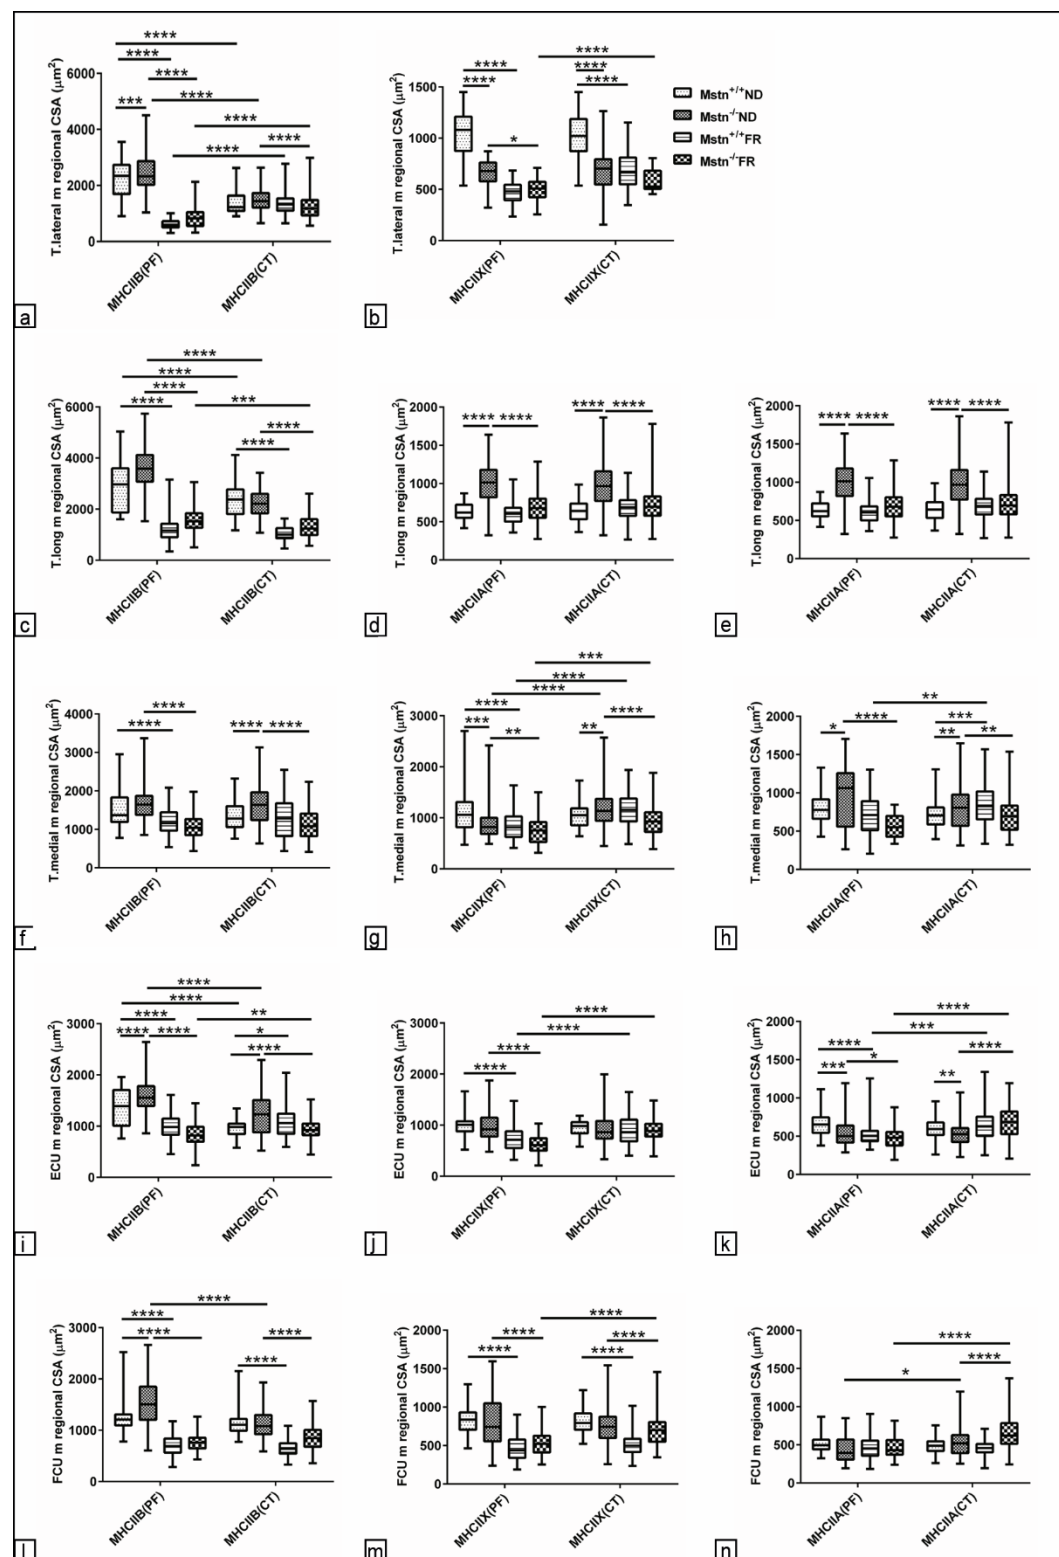 ****
****
****
*** ****
****
**** ****
T.lateral m regional CSA (μm²)
6000
4000
2000
0
MHCIIB(PF)
MHCIIB(CT)
a
****
**** ****
**** ****
*
T.lateral m regional CSA (μm²)
1500
1000
500
0
MHCIIX(PF)
MHCIIX(CT)
b
Mstn+/+ND
Mstn-/-ND
Mstn+/+FR
Mstn-/-FR
****
****
****
**** ***
****
****
T.long m regional CSA (μm²)
6000
4000
2000
0
MHCIIB(PF)
MHCIIB(CT)
c
**** **** **** ****
T.long m regional CSA (μm²)
2000
1500
1000
500
0
MHCIIA(PF)
MHCIIA(CT)
d
**** **** **** ****
T.long m regional CSA (μm²)
2000
1500
1000
500
0
MHCIIA(PF)
MHCIIA(CT)
e
****
**** **** ****
T.medial m regional CSA (μm²)
4000
3000
2000
1000
0
MHCIIB(PF)
MHCIIB(CT)
f
***
****
****
****
*** ****
** **
T.medial m regional CSA (μm²)
3000
2000
1000
0
MHCIIX(PF)
MHCIIX(CT)
g
**
**** ***
* ** **
T.medial m regional CSA (μm²)
2000
1500
1000
500
0
MHCIIA(PF)
MHCIIA(CT)
h
****
****
**** **
**** **** *
****
ECU m regional CSA (μm²)
3000
2000
1000
0
MHCIIB(PF)
MHCIIB(CT)
i
****
****
****
****
ECU m regional CSA (μm²)
3000
2000
1000
0
MHCIIX(PF)
MHCIIX(CT)
j
****
***
**** ****
*** *
**
ECU m regional CSA (μm²)
2000
1500
1000
500
0
MHCIIA(PF)
MHCIIA(CT)
k
****
****
**** ****
****
FCU m regional CSA (μm²)
3000
2000
1000
0
MHCIIB(PF)
MHCIIB(CT)
l
****
**** ****
**** ****
FCU m regional CSA (μm²)
2000
1500
1000
500
0
MHCIIX(PF)
MHCIIX(CT)
m
****
****
*
FCU m regional CSA (μm²)
2000
1500
1000
500
0
MHCIIA(PF)
MHCIIA(CT)
n